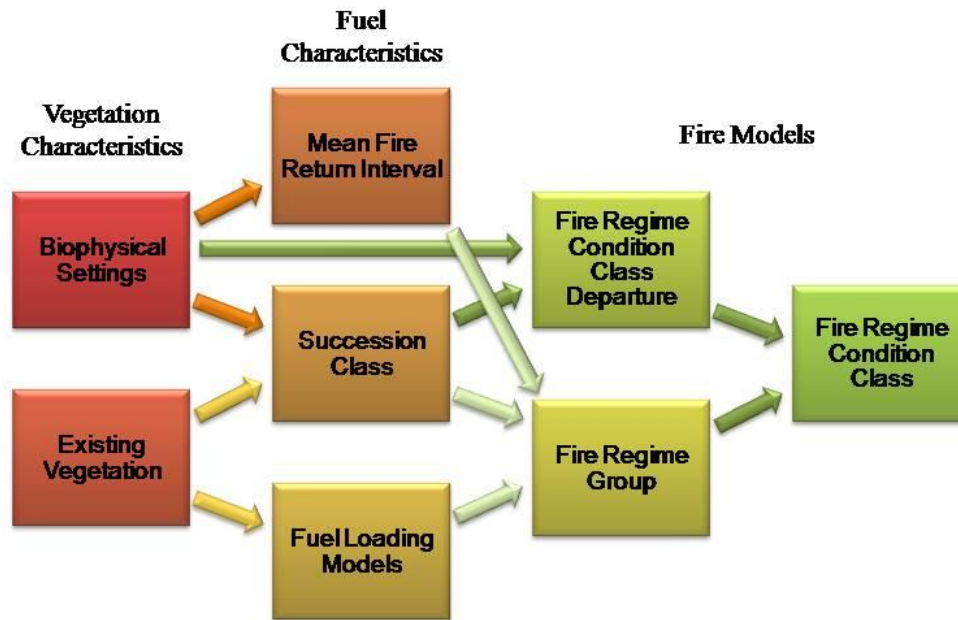 Fuel
Characteristics
Vegetation
Characteristics
Fire Models
Mean Fire
Return Interval
Biophysical
Settings
Fire Regime
Condition
Class
Departure
Succession
Class
Fire Regime
Condition
Class
Existing
Vegetation
Fire Regime
Group
Fuel Loading
Models